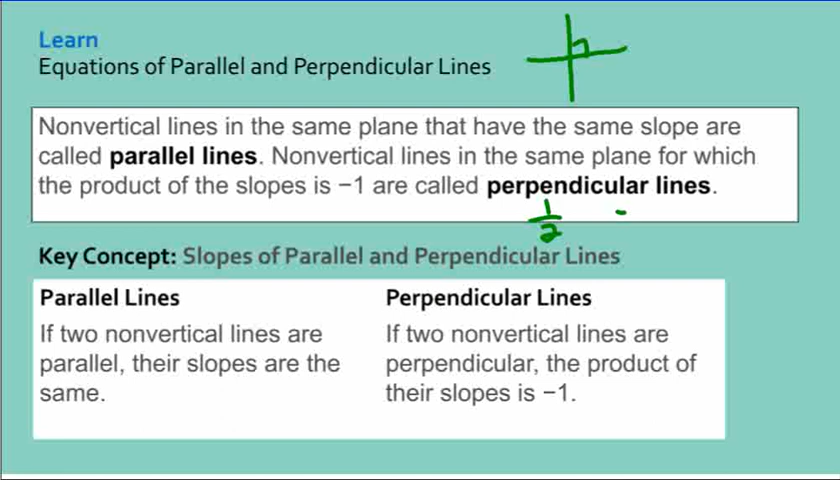 Learn
Equations of Parallel and Perpendicular Lines
Nonvertical lines in the same plane that have the same slope are
called parallel lines. Nonvertical lines in the same plane for which
the product of the slopes is −1 are called perpendicular lines.
1/2 -
Key Concept: Slopes of Parallel and Perpendicular Lines
Parallel Lines
If two nonvertical lines are
parallel, their slopes are the
same.
Perpendicular Lines
If two nonvertical lines are
perpendicular, the product of
their slopes is −1.